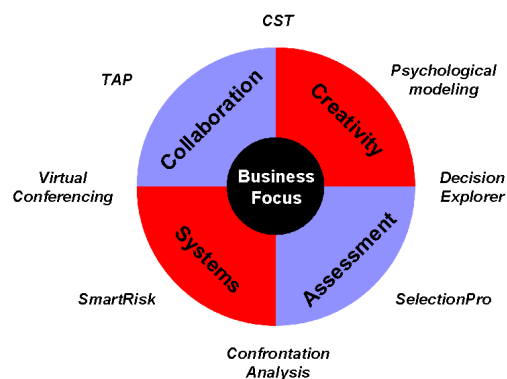 CST
Psychological
modeling
TAP
Collaboration
Creativity
Virtual
Conferencing
Business
Focus
Decision
Explorer
Systems
Assessment
SmartRisk
SelectionPro
Confrontation
Analysis